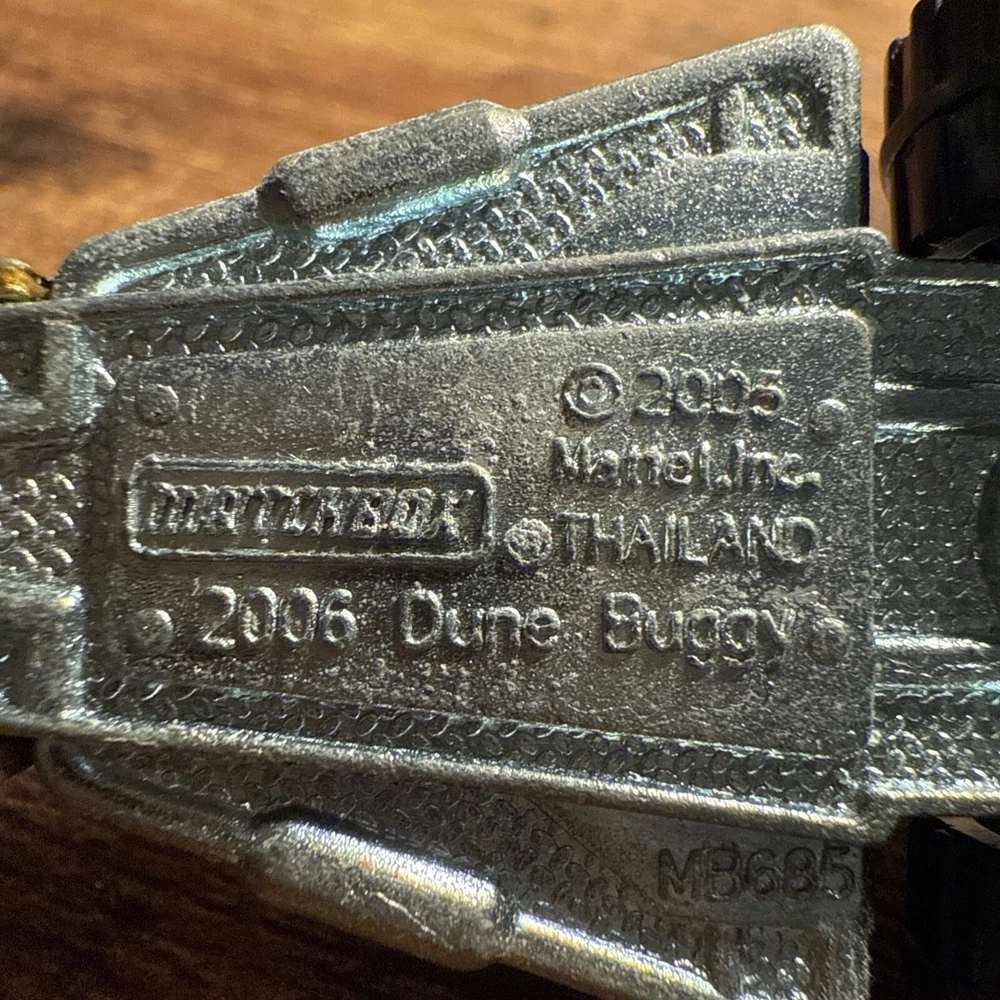 ©2005
Mattel, Inc.
MATCHBOX
THAILAND
2006 Dune Buggy
MB685